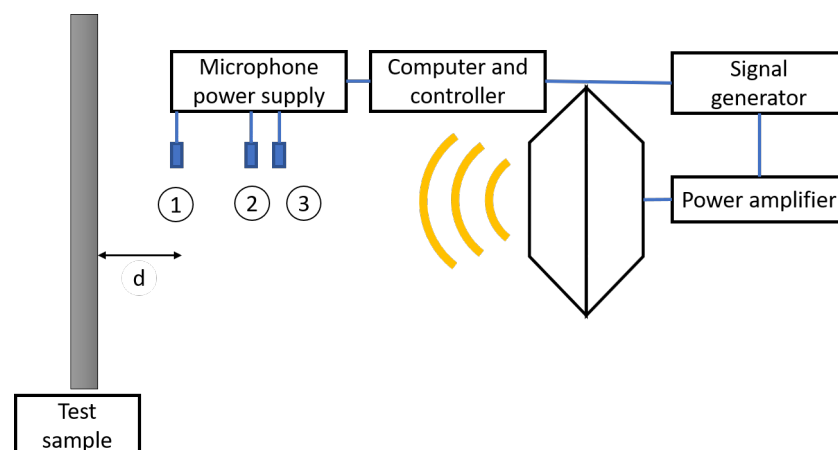 Microphone
power supply
Computer and
controller
Signal
generator
1
2
3
Power amplifier
d
Test
sample